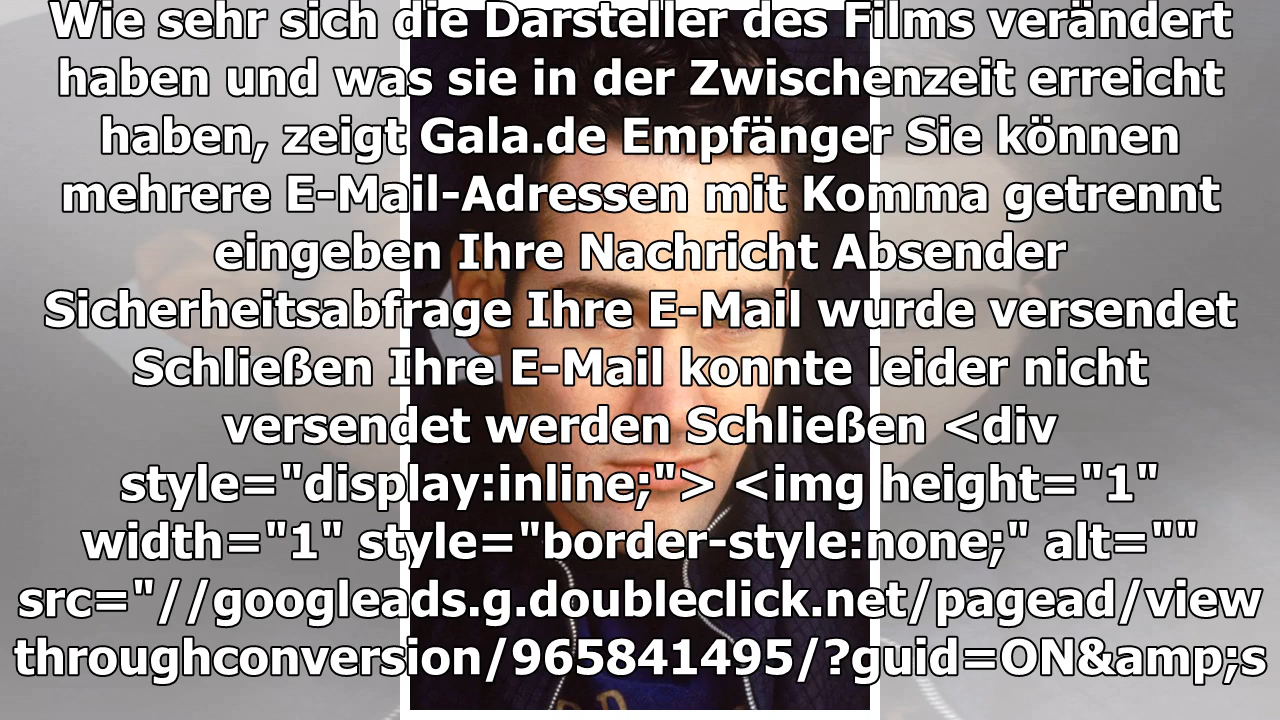 Wie sehr sich die Darsteller des Films verändert
haben und was sie in der Zwischenzeit erreicht
haben, zeigt Gala.de Empfänger Sie können
mehrere E-Mail-Adressen mit Komma getrennt
eingeben Ihre Nachricht Absender
Sicherheitsabfrage Ihre E-Mail wurde versendet
Schließen Ihre E-Mail konnte leider nicht
versendet werden Schließen <div
style="display:inline;"> <img height="1"
width="1" style="border-style:none;" alt=""
src="//googleads.g.doubleclick.net/pagead/view
throughconversion/965841495/?guid=ON&amp;s